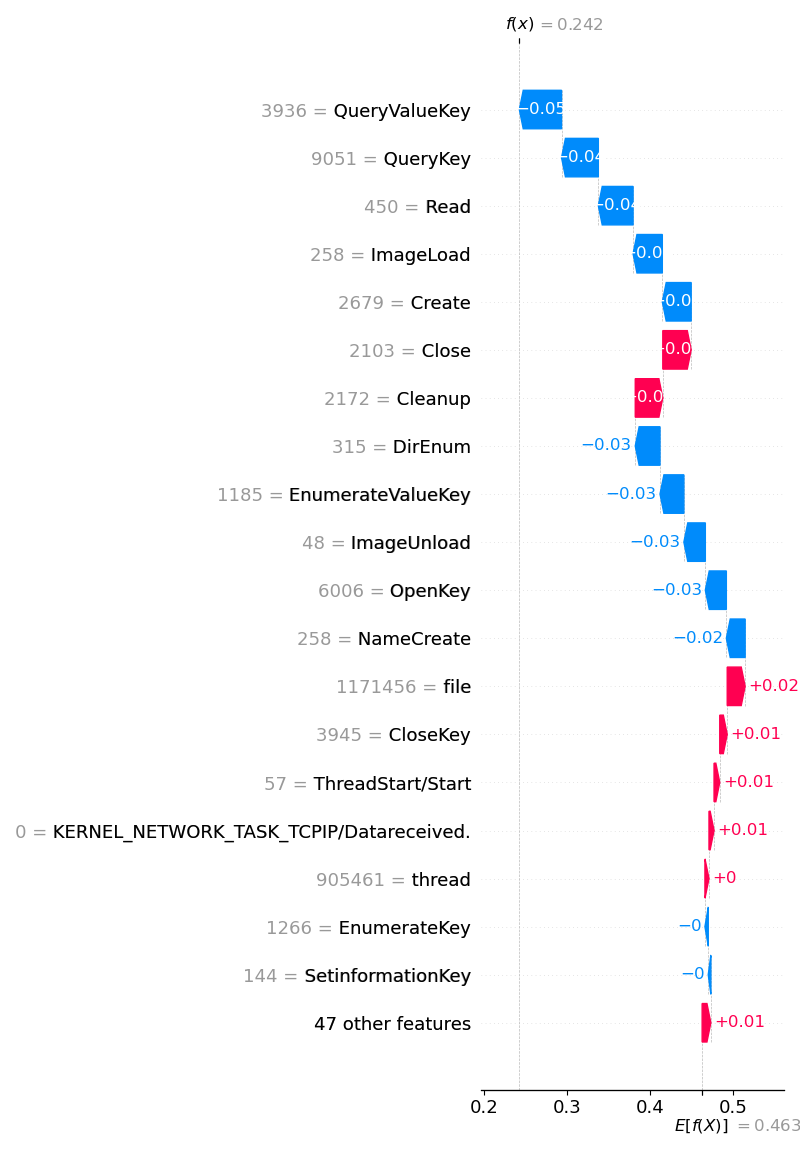 f(x) = 0.242
3936 = QueryValueKey −0.05
9051 = QueryKey −0.04
450 = Read −0.04
258 = ImageLoad
2679 = Create
2103 = Close
2172 = Cleanup
315 = DirEnum −0.03
1185 = EnumerateValueKey −0.03
48 = ImageUnload −0.03
6006 = OpenKey −0.03
258 = NameCreate −0.02
1171456 = file +0.02
3945 = CloseKey +0.01
57 = ThreadStart/Start +0.01
0 = KERNEL_NETWORK_TASK_TCPIP/Datareceived. +0.01
905461 = thread +0
1266 = EnumerateKey −0
144 = SetinformationKey −0
47 other features +0.01
0.2 0.3 0.4 0.5
E[f(X)] = 0.463